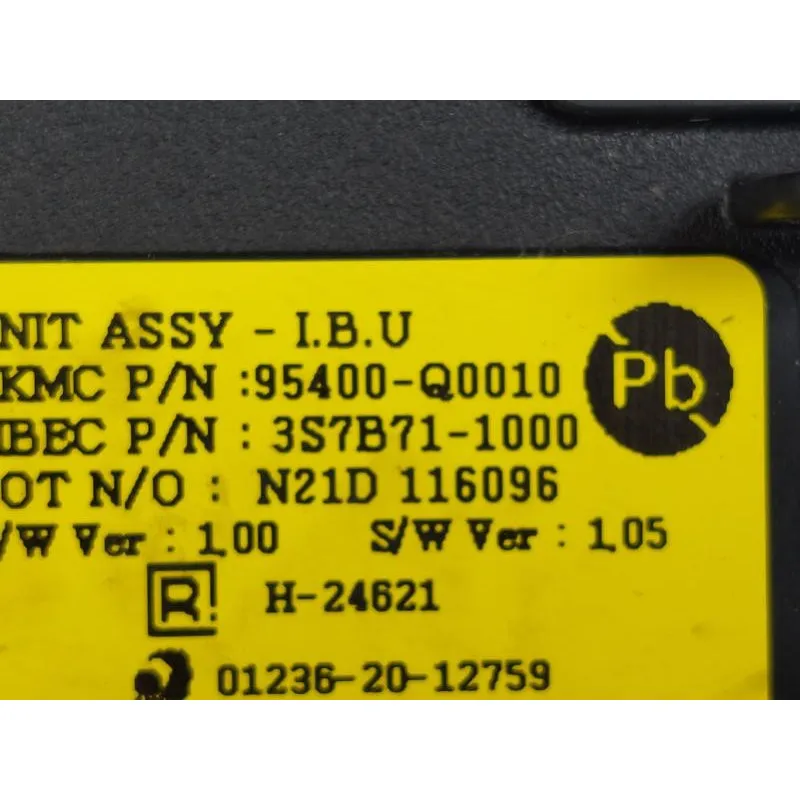 NIT ASSY - I.B.U
KMC P/N :95400-Q0010
IBEC P/N : 3S7B71-1000
OT N/O : N21D 116096
/W Ver : 1.00 S/W Ver : 1.05
Pb
R
H-24621
01236-20-12759